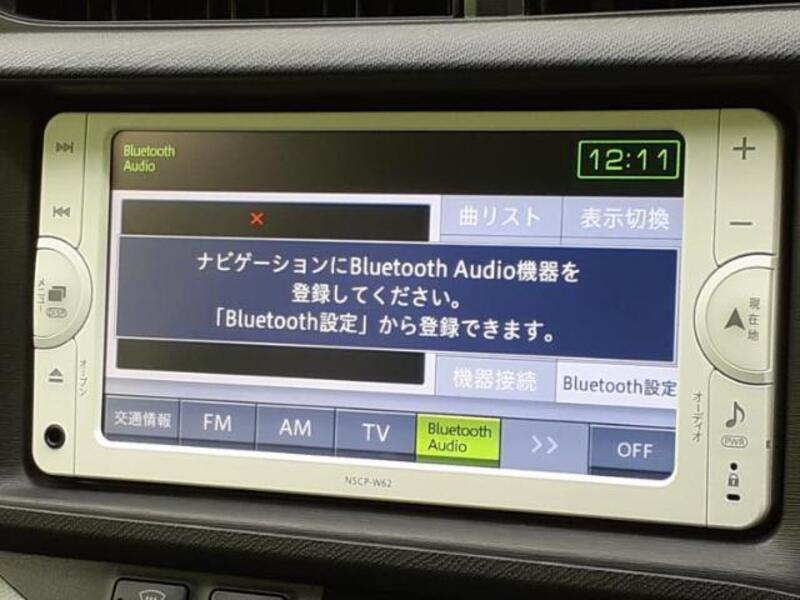 Bluetooth
Audio
12:11
×
曲リスト
表示切換
ナビゲーションにBluetooth Audio機器を
登録してください。
「Bluetooth設定」から登録できます。
機器接続
Bluetooth設定
交通情報
FM
AM
TV
Bluetooth
Audio
>>
OFF
NSCP-W62
メニュー
DISP
オープン
+
−
現在地
オーディオ
PWR